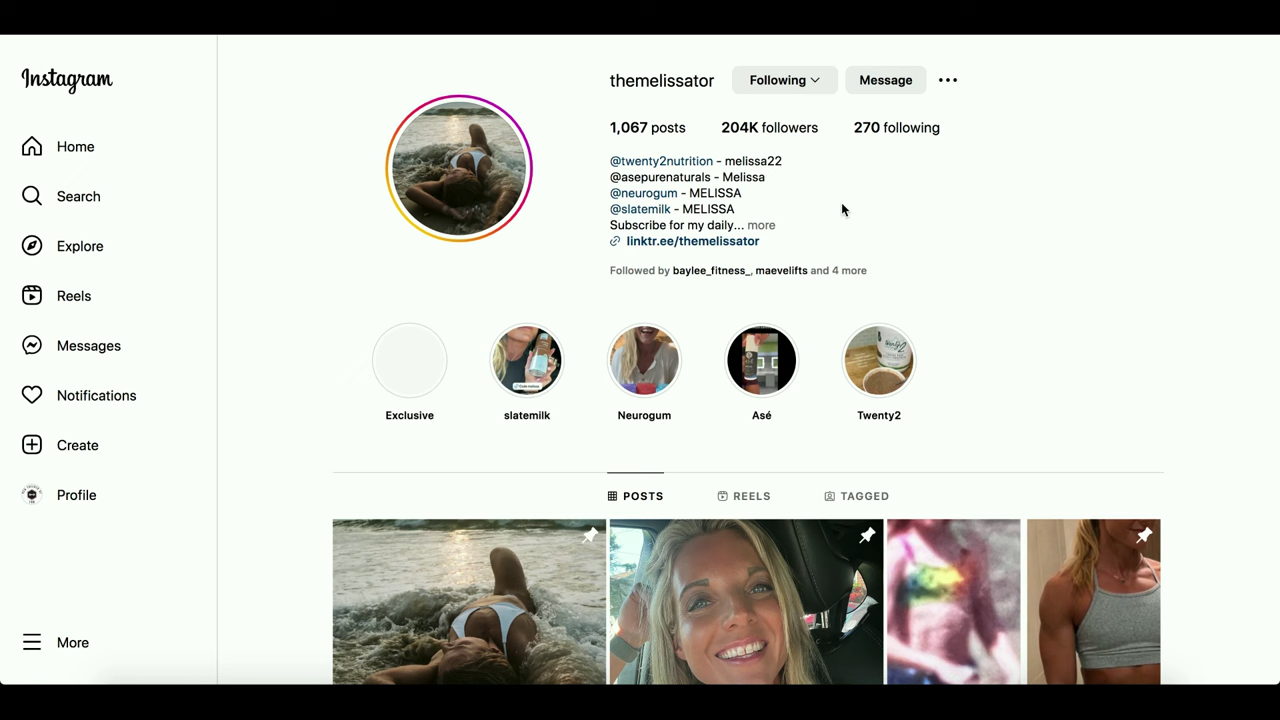 Instagram
Home
Search
Explore
Reels
Messages
Notifications
Create
Profile
More
themelissator Following Message
1,067 posts 204K followers 270 following
@twenty2nutrition - melissa22
@asepurenaturals - Melissa
@neurogum - MELISSA
@slatemilk - MELISSA
Subscribe for my daily... more
linktr.ee/themelissator
Followed by baylee_fitness_, maevelifts and 4 more
Exclusive slatemilk Neurogum Asé Twenty2
POSTS REELS TAGGED